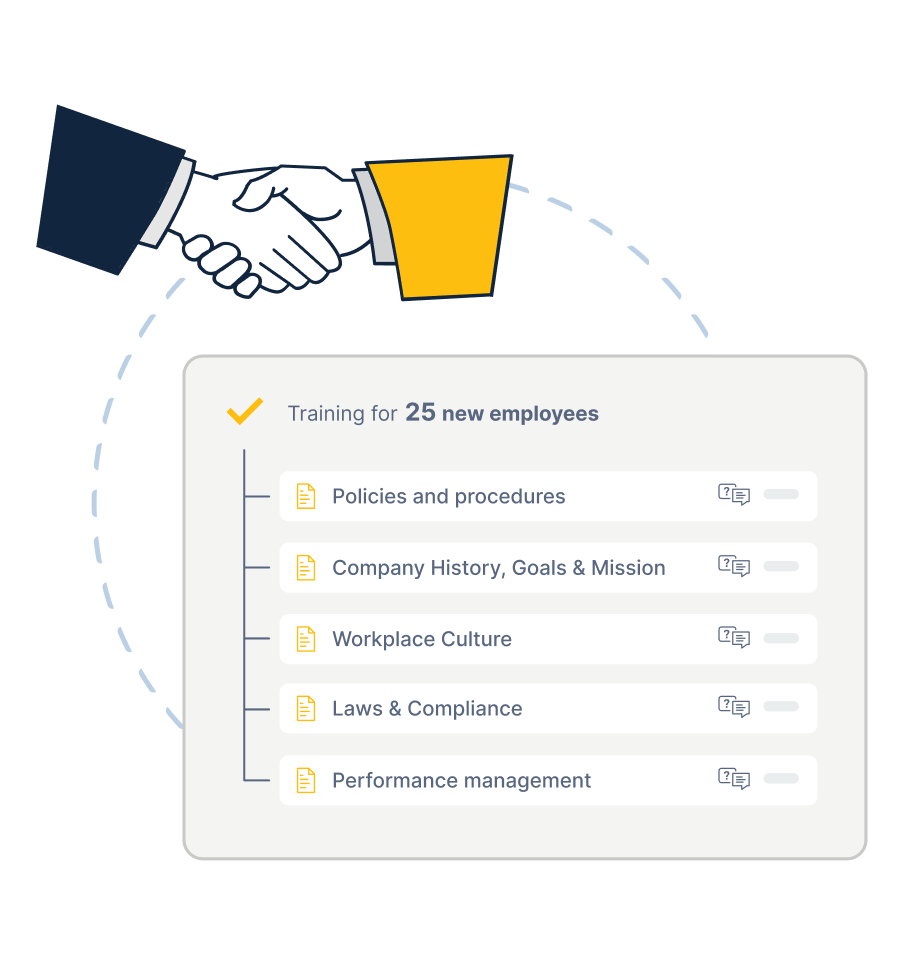 Training for 25 new employees
Policies and procedures
Company History, Goals & Mission
Workplace Culture
Laws & Compliance
Performance management